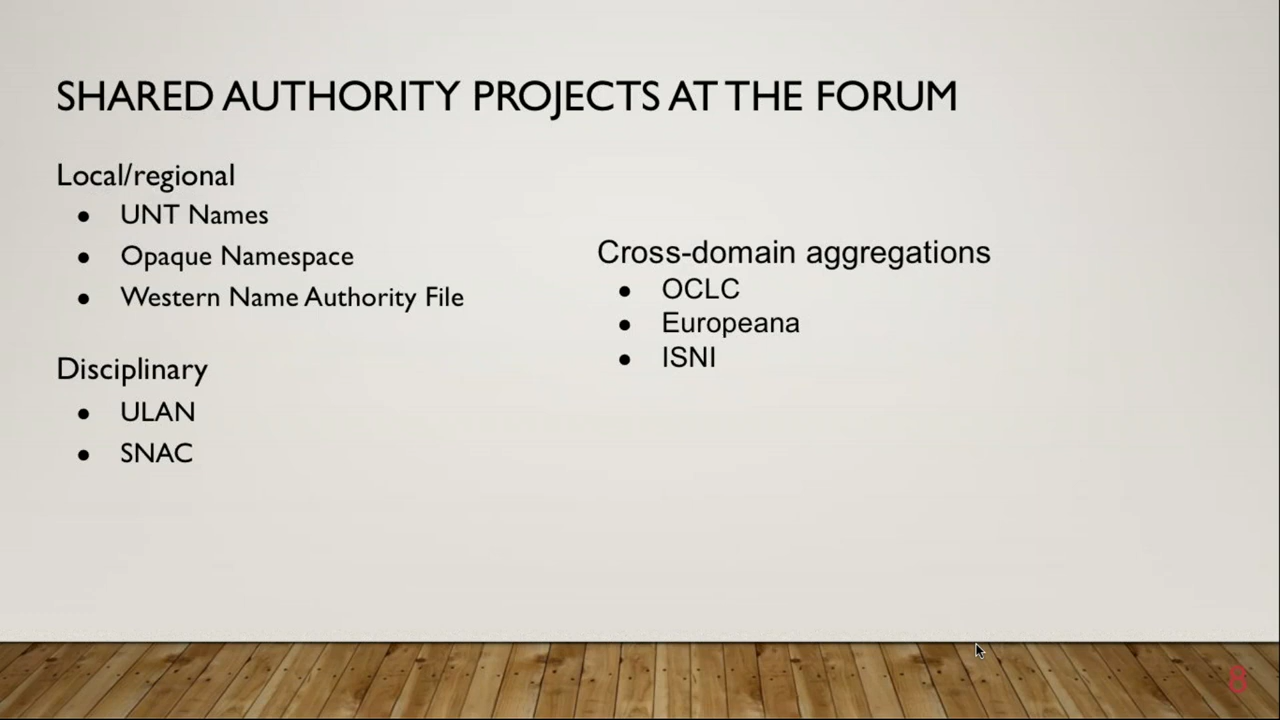 SHARED AUTHORITY PROJECTS AT THE FORUM
Local/regional
● UNT Names
● Opaque Namespace
● Western Name Authority File
Disciplinary
● ULAN
● SNAC
Cross-domain aggregations
● OCLC
● Europeana
● ISNI
8